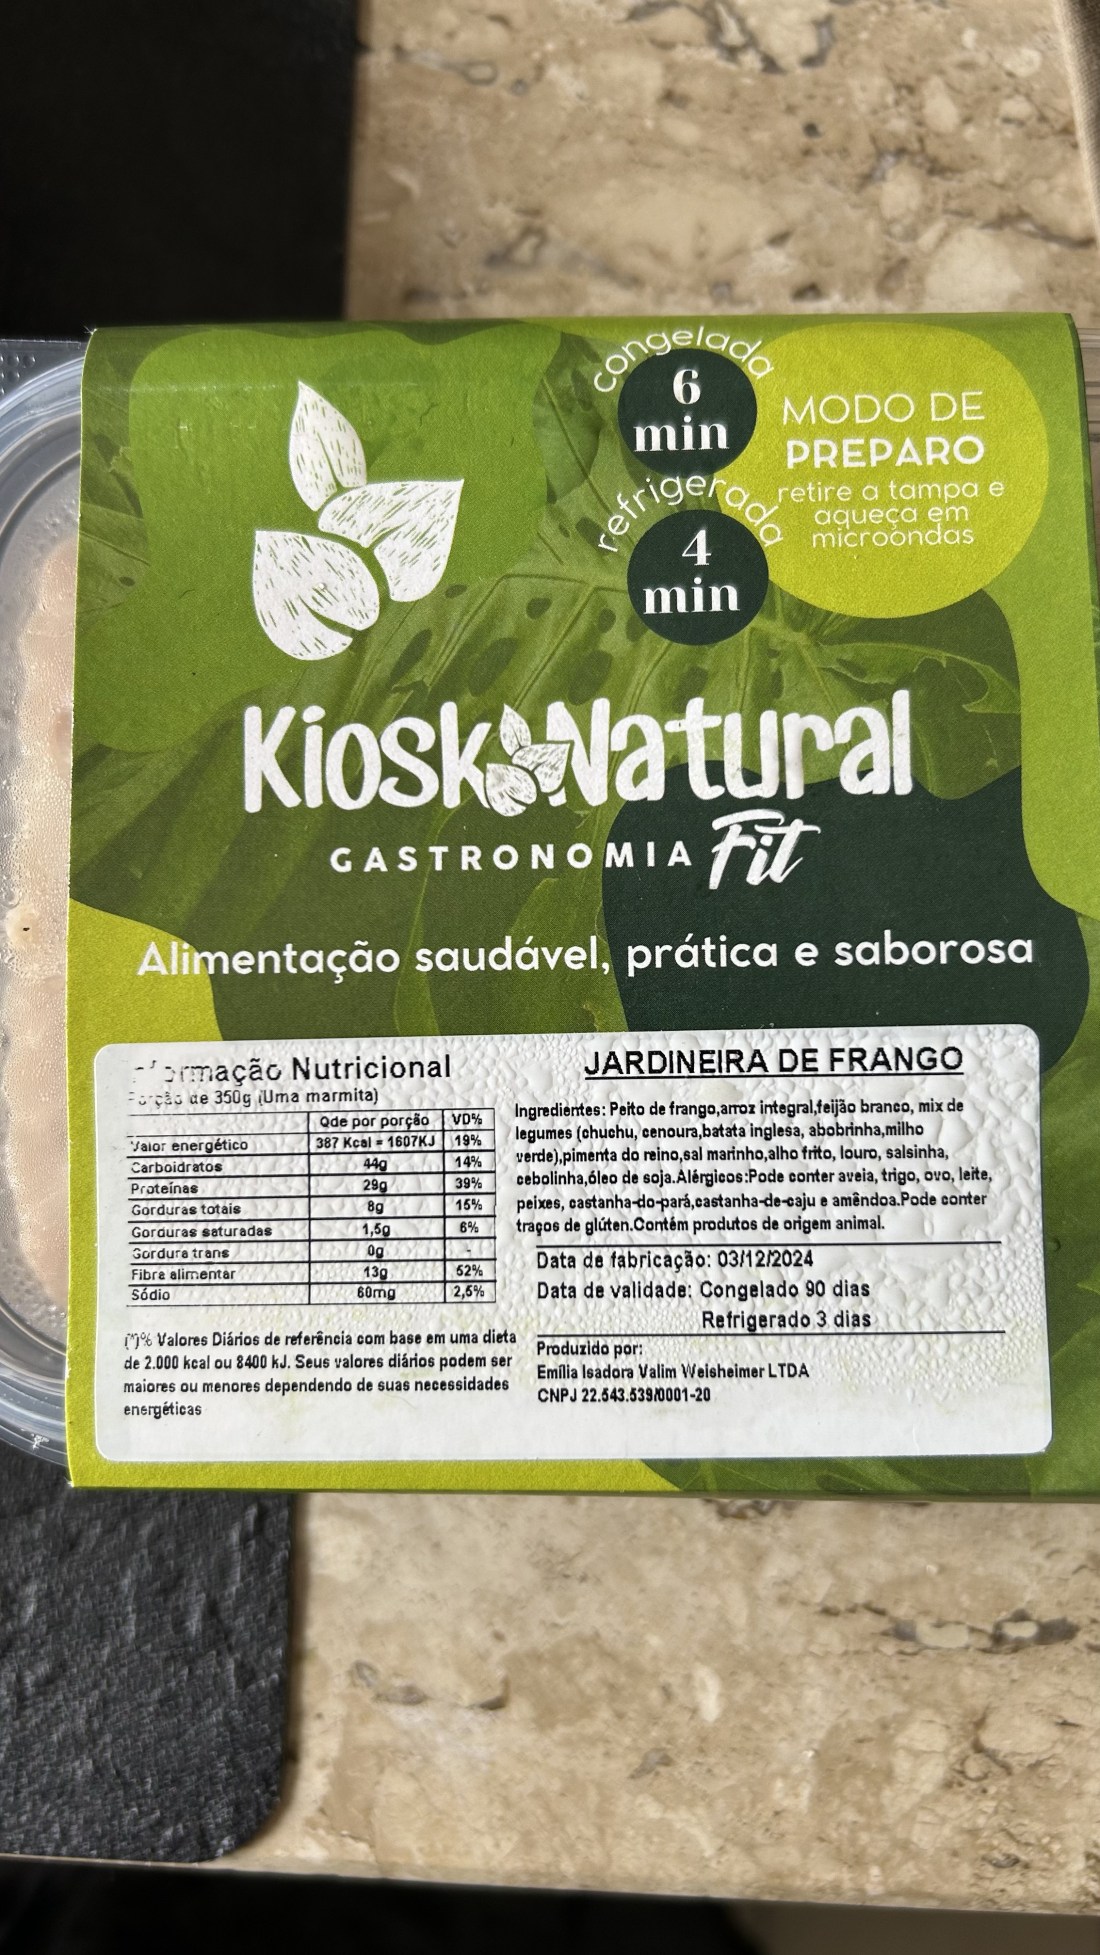 congelada
6
min
refrigerada
4
min
MODO DE
PREPARO
retire a tampa e
aqueça em
microondas
Kiosk Natural
GASTRONOMIA Fit
Alimentação saudável, prática e saborosa
Nutricional
de 350g (Uma marmita)
Qde por porção VD%
Valor energético 387 Kcal = 1607KJ 19%
Carboidratos 44g 14%
Proteínas 29g 39%
Gorduras totais 8g 15%
Gorduras saturadas 1,5g 6%
Gordura trans 0g -
Fibra alimentar 13g 52%
Sódio 60mg 2,5%
(*)% Valores Diários de referência com base em uma dieta
de 2.000 kcal ou 8400 kJ. Seus valores diários podem ser
maiores ou menores dependendo de suas necessidades
energéticas
JARDINEIRA DE FRANGO
Ingredientes: Peito de frango,arroz integral,feijão branco, mix de
legumes (chuchu, cenoura,batata inglesa, abobrinha,milho
verde),pimenta do reino,sal marinho,alho frito, louro, salsinha,
cebolinha,óleo de soja.Alérgicos:Pode conter aveia, trigo, ovo, leite,
peixes, castanha-do-pará,castanha-de-caju e amêndoa.Pode conter
traços de glúten.Contém produtos de origem animal.
Data de fabricação: 03/12/2024
Data de validade: Congelado 90 dias
Refrigerado 3 dias
Produzido por:
Emília Isadora Valim Weisheimer LTDA
CNPJ 22.543.539/0001-20